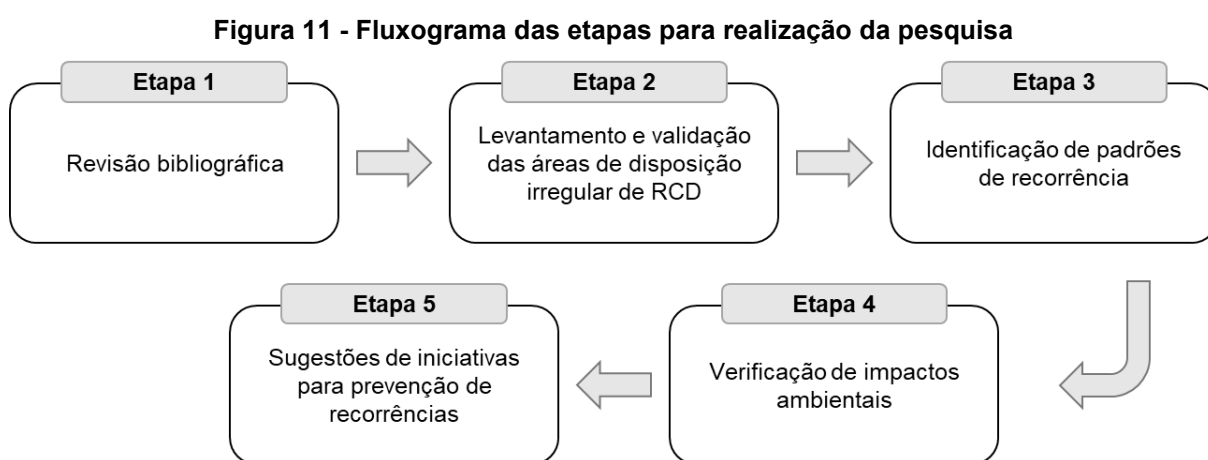 Figura 11 - Fluxograma das etapas para realização da pesquisa
Etapa 1
Revisão bibliográfica
Etapa 2
Levantamento e validação
das áreas de disposição
irregular de RCD
Etapa 3
Identificação de padrões
de recorrência
Etapa 4
Verificação de impactos
ambientais
Etapa 5
Sugestões de iniciativas
para prevenção de
recorrências